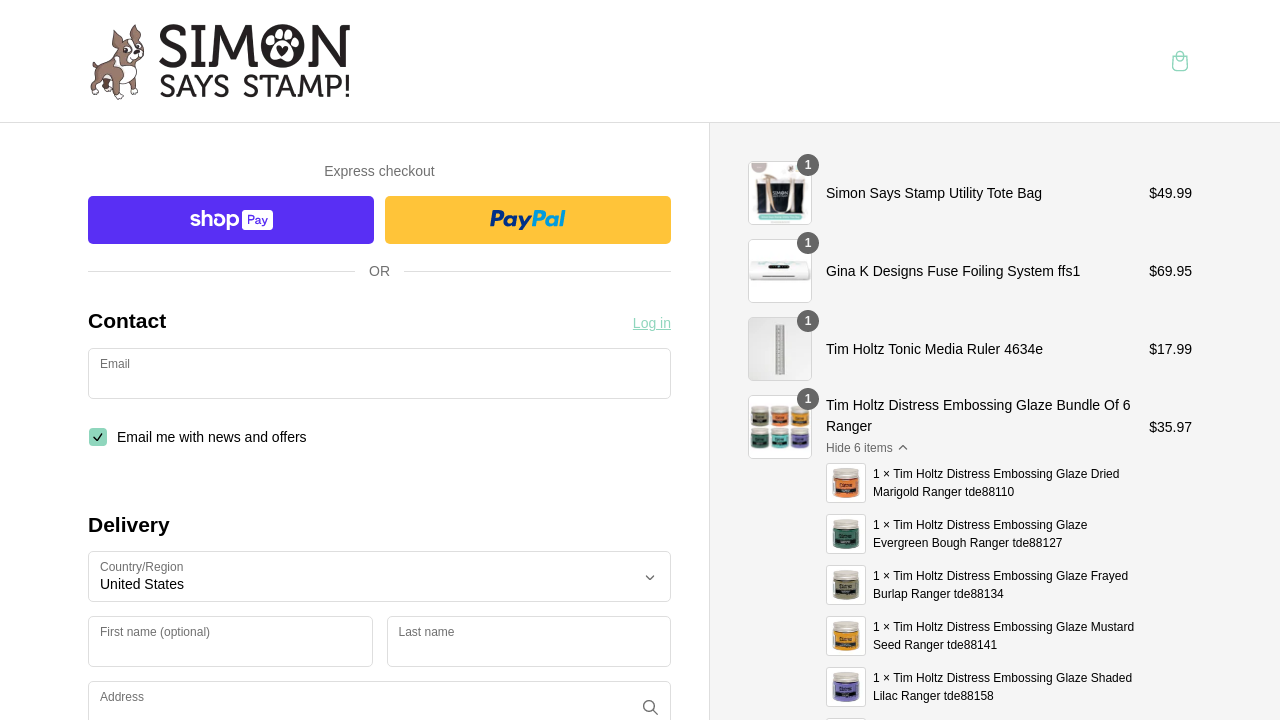 SIMON
SAYS STAMP!
Express checkout
shop Pay
PayPal
OR
Contact
Log in
Email
Email me with news and offers
Delivery
Country/Region
United States
First name (optional)
Last name
Address
1
Simon Says Stamp Utility Tote Bag
$49.99
1
Gina K Designs Fuse Foiling System ffs1
$69.95
1
Tim Holtz Tonic Media Ruler 4634e
$17.99
1
Tim Holtz Distress Embossing Glaze Bundle Of 6
Ranger
$35.97
Hide 6 items
1 × Tim Holtz Distress Embossing Glaze Dried
Marigold Ranger tde88110
1 × Tim Holtz Distress Embossing Glaze
Evergreen Bough Ranger tde88127
1 × Tim Holtz Distress Embossing Glaze Frayed
Burlap Ranger tde88134
1 × Tim Holtz Distress Embossing Glaze Mustard
Seed Ranger tde88141
1 × Tim Holtz Distress Embossing Glaze Shaded
Lilac Ranger tde88158